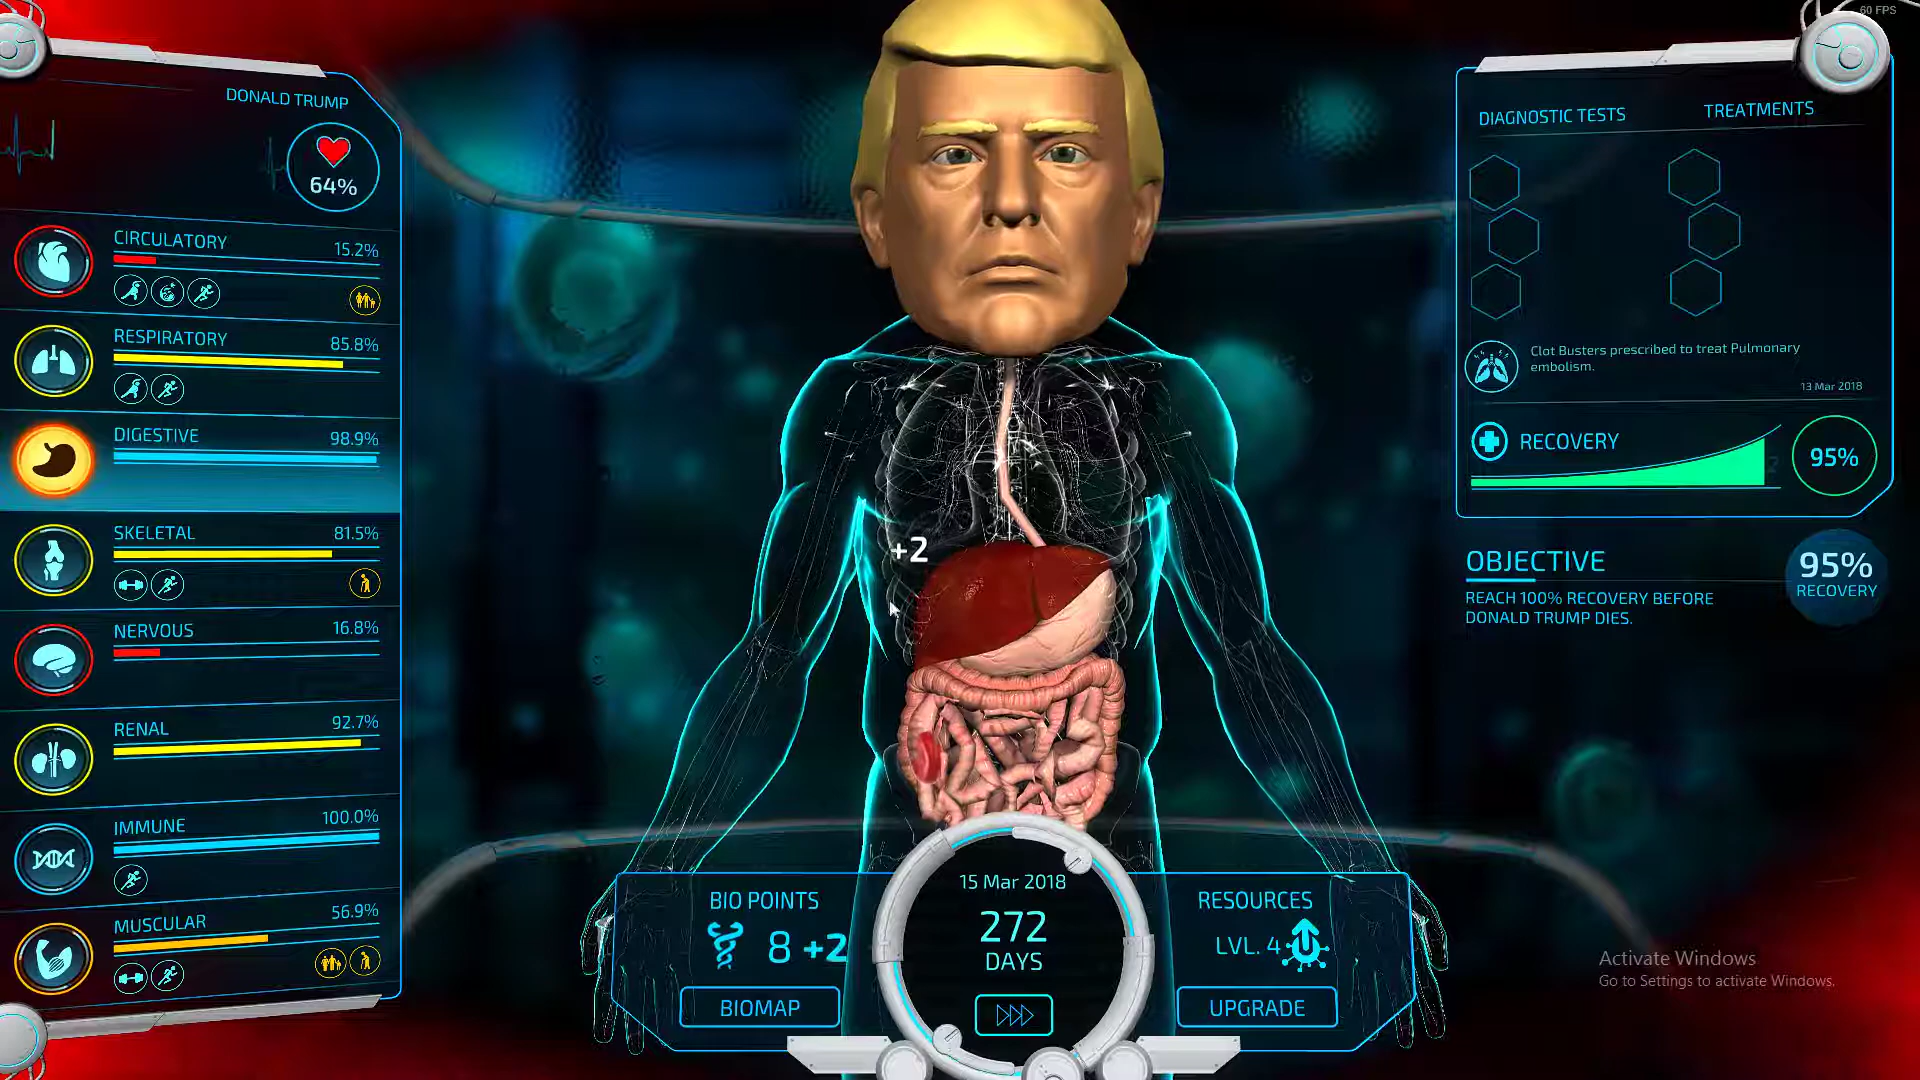 60 FPS
DONALD TRUMP
64%
CIRCULATORY 15.2%
RESPIRATORY 85.8%
DIGESTIVE 98.9%
SKELETAL 81.5%
NERVOUS 16.8%
RENAL 92.7%
IMMUNE 100.0%
MUSCULAR 56.9%
+2
BIO POINTS
8 +2
BIOMAP
15 Mar 2018
272
DAYS
RESOURCES
LVL. 4
UPGRADE
DIAGNOSTIC TESTS TREATMENTS
Clot Busters prescribed to treat Pulmonary
embolism.
13 Mar 2018
RECOVERY 95%
OBJECTIVE
REACH 100% RECOVERY BEFORE
DONALD TRUMP DIES.
95%
RECOVERY
Activate Windows
Go to Settings to activate Windows.